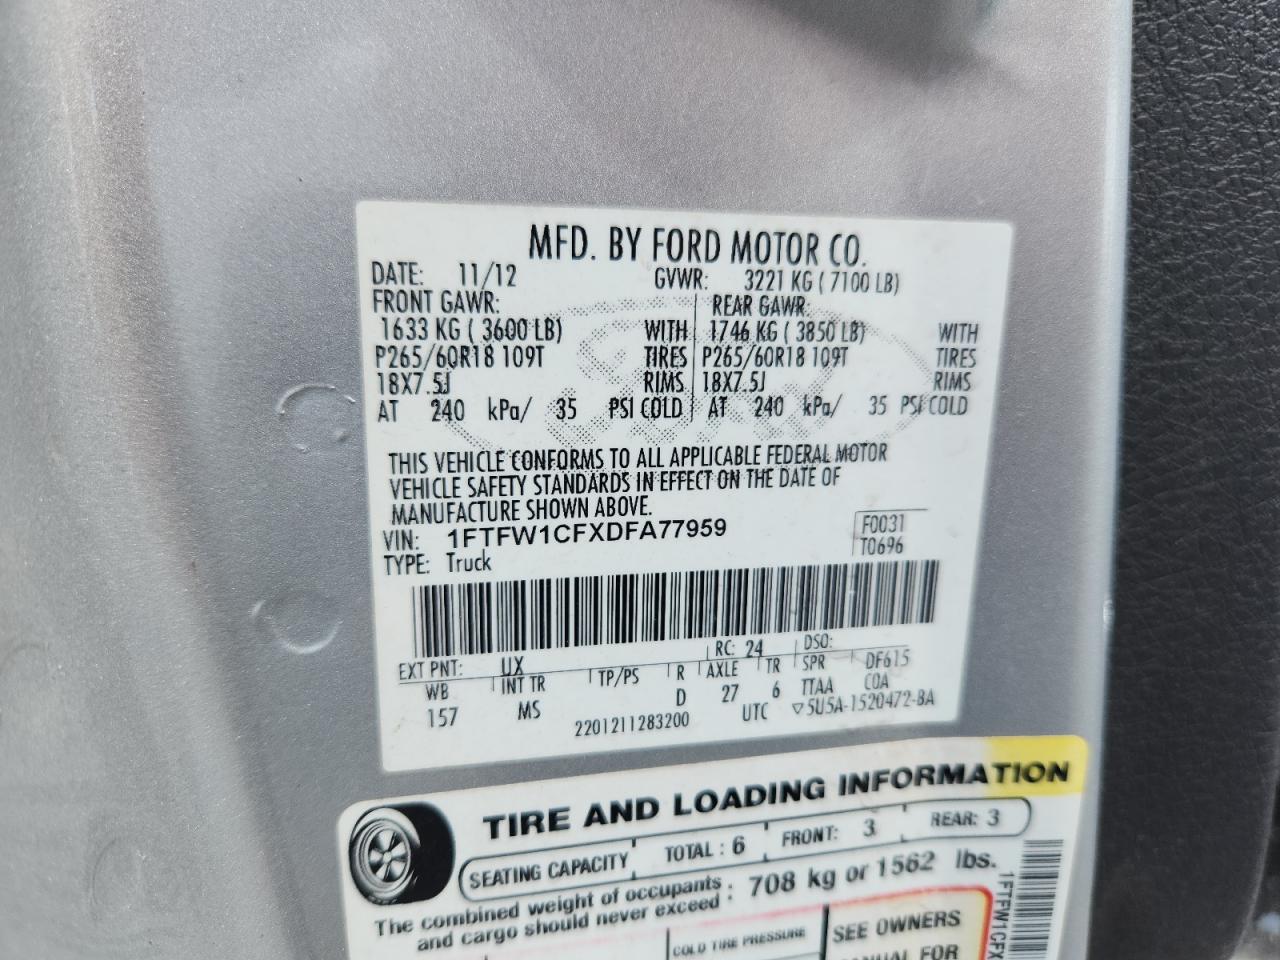 MFD. BY FORD MOTOR CO.
DATE: 11/12 GVWR: 3221 KG ( 7100 LB)
FRONT GAWR: REAR GAWR:
1633 KG ( 3600 LB) WITH 1746 KG ( 3850 LB) WITH
P265/60R18 109T TIRES P265/60R18 109T TIRES
18X7.5J RIMS 18X7.5J RIMS
AT 240 kPa/ 35 PSI COLD AT 240 kPa/ 35 PSI COLD
THIS VEHICLE CONFORMS TO ALL APPLICABLE FEDERAL MOTOR
VEHICLE SAFETY STANDARDS IN EFFECT ON THE DATE OF
MANUFACTURE SHOWN ABOVE.
VIN: 1FTFW1CFXDFA77959 F0031
TYPE: Truck T0696
EXT PNT: UX RC: 24 DSO:
WB INT TR TP/PS R AXLE TR SPR DF615
157 MS D 27 6 TTAA COA
2201211283200 UTC ▽5U5A-1520472-BA
TIRE AND LOADING INFORMATION
SEATING CAPACITY TOTAL : 6 FRONT: 3 REAR: 3
The combined weight of occupants : 708 kg or 1562 lbs.
and cargo should never exceed :
COLD TIRE PRESSURE SEE OWNERS
FOR
1FTFW1CFX